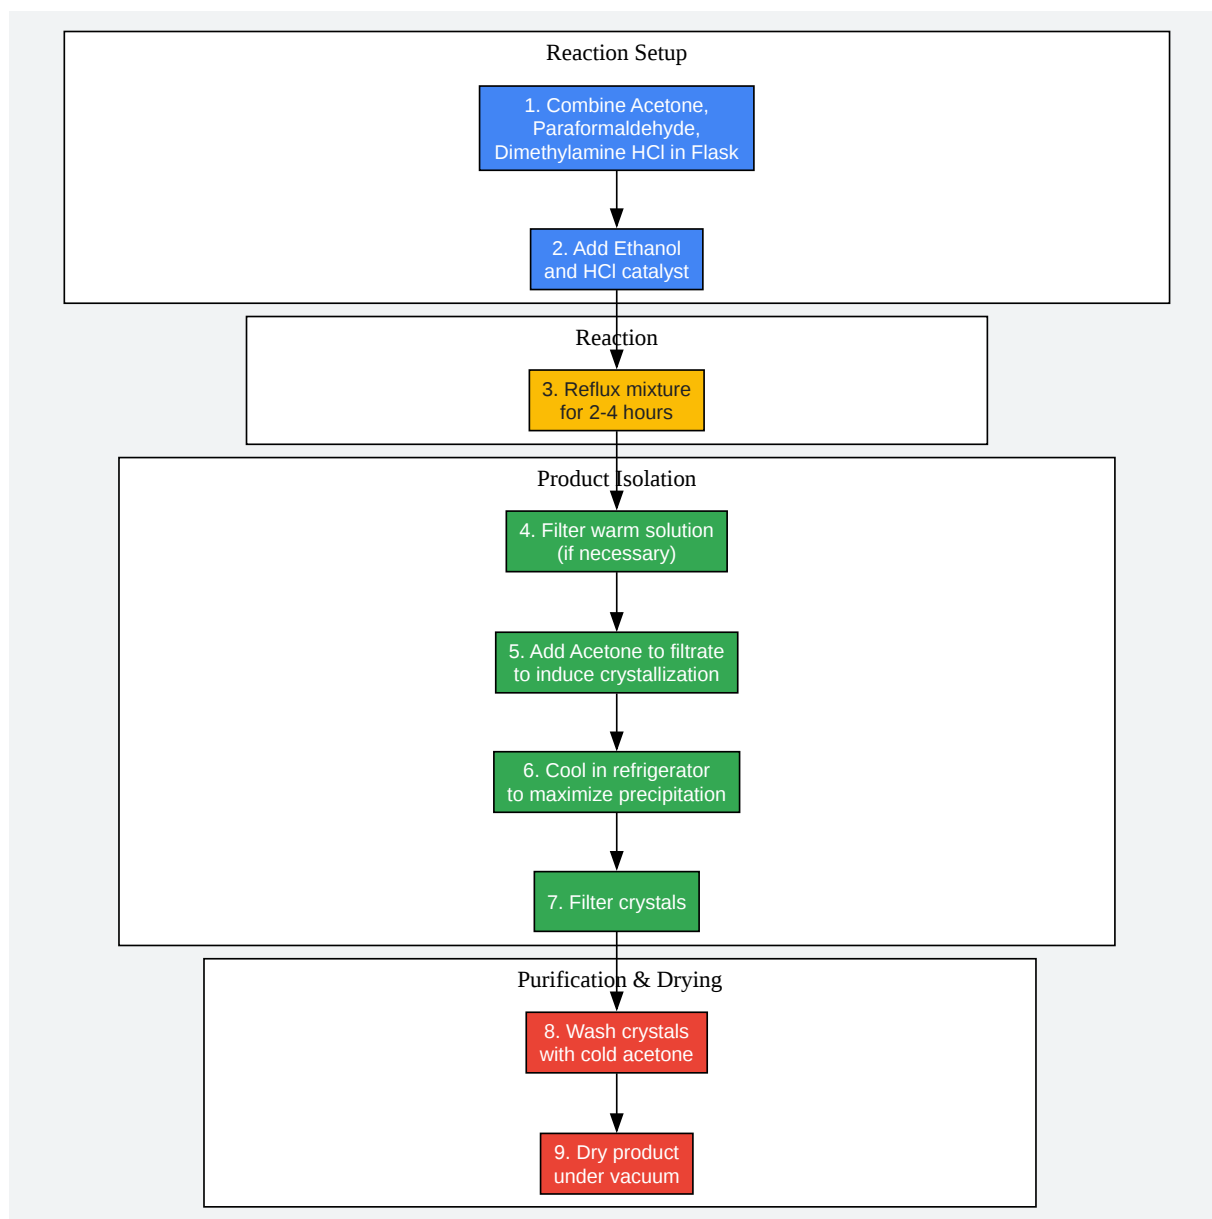 Reaction Setup
1. Combine Acetone,
Paraformaldehyde,
Dimethylamine HCl in Flask
2. Add Ethanol
and HCl catalyst
Reaction
3. Reflux mixture
for 2-4 hours
Product Isolation
4. Filter warm solution
(if necessary)
5. Add Acetone to filtrate
to induce crystallization
6. Cool in refrigerator
to maximize precipitation
7. Filter crystals
Purification & Drying
8. Wash crystals
with cold acetone
9. Dry product
under vacuum